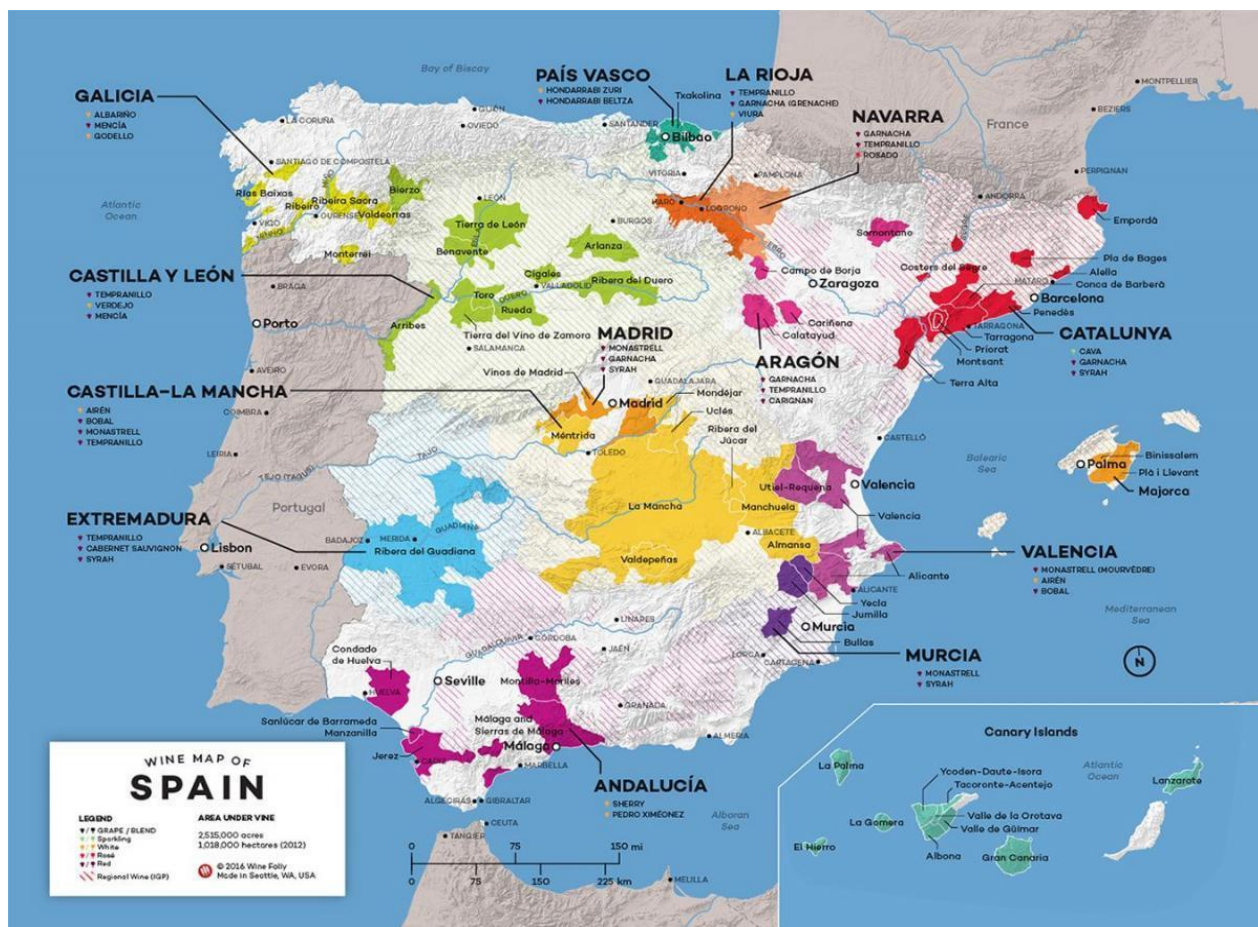 Bay of Biscay
GALICIA
ALBARIÑO
MENCÍA
GODELLO
PAÍS VASCO
HONDARRABI ZURI
HONDARRABI BELTZA
Txakolina
LA RIOJA
TEMPRANILLO
GARNACHA (GRENACHE)
VIURA
NAVARRA
GARNACHA
TEMPRANILLO
ROSADO
MONTPELLIER
BEZIERS
France
PERPIGNAN
ANDORRA
LA CORUÑA
GIJÓN
OVIEDO
SANTANDER
Bilbao
VITORIA
PAMPLONA
SANTIAGO DE COMPOSTELA
Atlantic
Ocean
Rías Baixas
Ribeiro
Ribeira Sacra
Bierzo
VIGO
OURENSE
Valdeorras
MINHO
Monterrei
LEÓN
Tierra de León
Benavente
BURGOS
HARO
LOGROÑO
EBRO
Arlanza
Cigales
VALLADOLID
Ribera del Duero
Toro
DUERO
Rueda
Arribes
Tierra del Vino de Zamora
SALAMANCA
Somontano
Campo de Borja
Zaragoza
Cariñena
Calatayud
Empordà
Pla de Bages
Costers del Segre
Alella
MATARO
Conca de Barberà
Barcelona
Penedès
TARRAGONA
Tarragona
Priorat
Montsant
Terra Alta
CATALUNYA
CAVA
GARNACHA
SYRAH
CASTILLA Y LEÓN
TEMPRANILLO
VERDEJO
MENCÍA
BRAGA
Porto
AVEIRO
COIMBRA
LEIRIA
MADRID
MONASTRELL
GARNACHA
SYRAH
Vinos de Madrid
ARAGÓN
GARNACHA
TEMPRANILLO
CARIGNAN
CASTILLA–LA MANCHA
AIRÉN
BOBAL
MONASTRELL
TEMPRANILLO
GUADALAJARA
Madrid
Mondéjar
Uclés
Ribera del
Júcar
Méntrida
TOLEDO
TAJO
TEJO (TAGUS)
CASTELLÓ
Balearic
Sea
Palma
Binissalem
Plà i Llevant
Majorca
Portugal
Lisbon
SETÚBAL
EVORA
EXTREMADURA
TEMPRANILLO
CABERNET SAUVIGNON
SYRAH
BADAJOZ
MERIDA
GUADIANA
Ribera del Guadiana
La Mancha
Valdepeñas
Manchuela
Utiel-Requena
Valencia
Valencia
ALBACETE
Almansa
VALENCIA
MONASTRELL (MOURVÈDRE)
AIRÉN
BOBAL
Alicante
ALICANTE
Yecla
Jumilla
Murcia
Bullas
MURCIA
MONASTRELL
SYRAH
LORCA
CARTAGENA
Mediterranean
Sea
N
LINARES
CÓRDOBA
GUADALQUIVIR
JAÉN
Condado
de Huelva
HUELVA
Seville
Montilla-Moriles
GRANADA
Sanlúcar de Barrameda
Manzanilla
Málaga and
Sierras de Málaga
Málaga
MARBELLA
ALMERIA
Jerez
CADIZ
ALGECIRAS
GIBRALTAR
CEUTA
TANGIER
MELILLA
Alboran
Sea
ANDALUCÍA
SHERRY
PEDRO XIMÉONEZ
0 75 150 mi
0 75 150 225 km
WINE MAP OF
SPAIN
LEGEND
GRAPE / BLEND
Sparkling
White
Rosé
Red
Regional Wine (IGP)
AREA UNDER VINE
2,515,000 acres
1,018,000 hectares (2012)
© 2016 Wine Folly
Made in Seattle, WA, USA
Canary Islands
La Palma
Ycoden-Daute-Isora
Tacoronte-Acentejo
Atlantic
Ocean
Lanzarote
La Gomera
Valle de la Orotava
Valle de Güímar
El Hierro
Albona
Gran Canaria